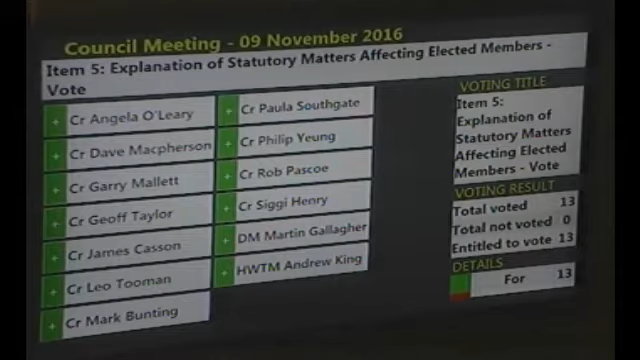 Council Meeting - 09 November 2016
Item 5: Explanation of Statutory Matters Affecting Elected Members -
Vote
+ Cr Angela O'Leary
+ Cr Dave Macpherson
+ Cr Garry Mallett
+ Cr Geoff Taylor
+ Cr James Casson
+ Cr Leo Tooman
+ Cr Mark Bunting
+ Cr Paula Southgate
+ Cr Philip Yeung
+ Cr Rob Pascoe
+ Cr Siggi Henry
+ DM Martin Gallagher
+ HWTM Andrew King
VOTING TITLE
Item 5:
Explanation of
Statutory Matters
Affecting Elected
Members - Vote
VOTING RESULT
Total voted 13
Total not voted 0
Entitled to vote 13
DETAILS
For 13